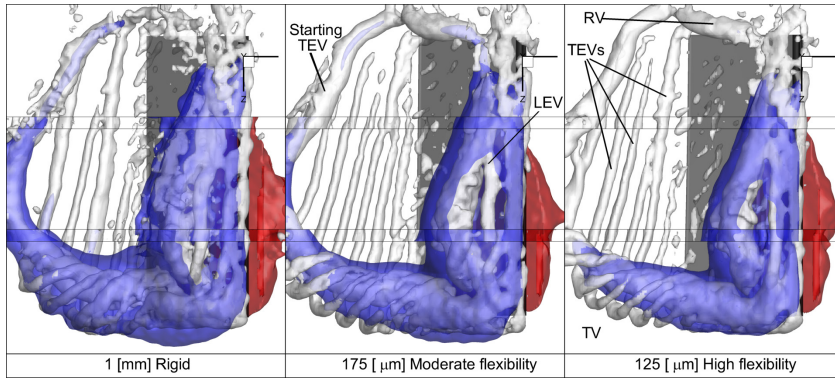 Starting
TEV
LEV
RV
TEVs
TV
Z
Z
Z
1 [mm] Rigid
175 [ μm] Moderate flexibility
125 [ μm] High flexibility